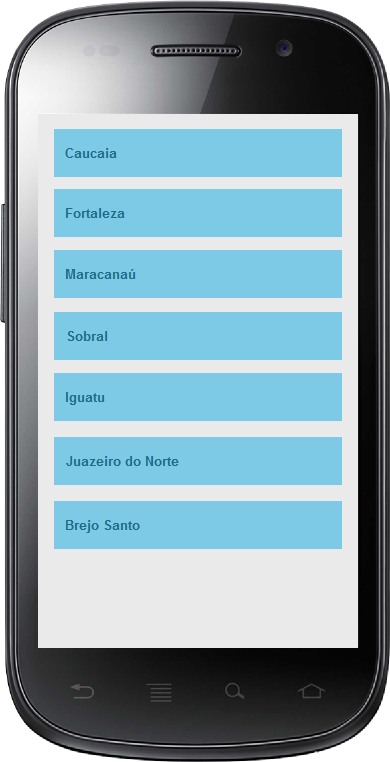 Caucaia
Fortaleza
Maracanaú
Sobral
Iguatu
Juazeiro do Norte
Brejo Santo